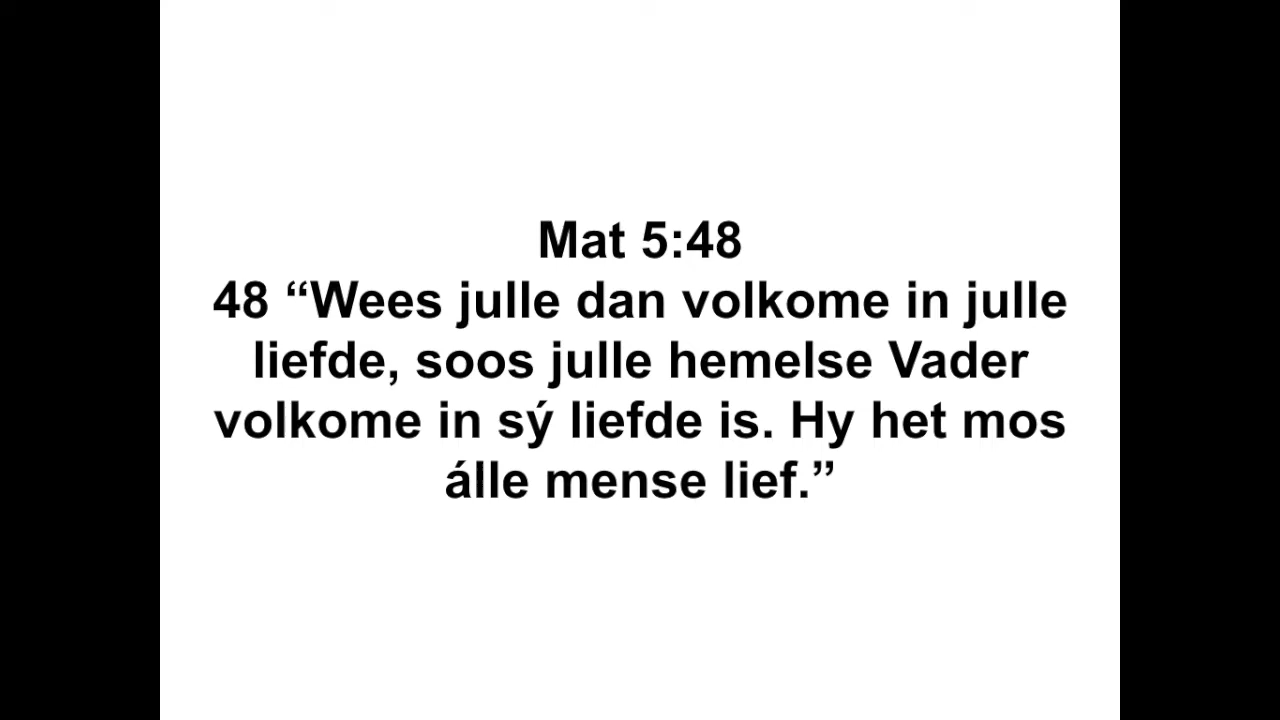 Mat 5:48
48 “Wees julle dan volkome in julle
liefde, soos julle hemelse Vader
volkome in sý liefde is. Hy het mos
álle mense lief.”